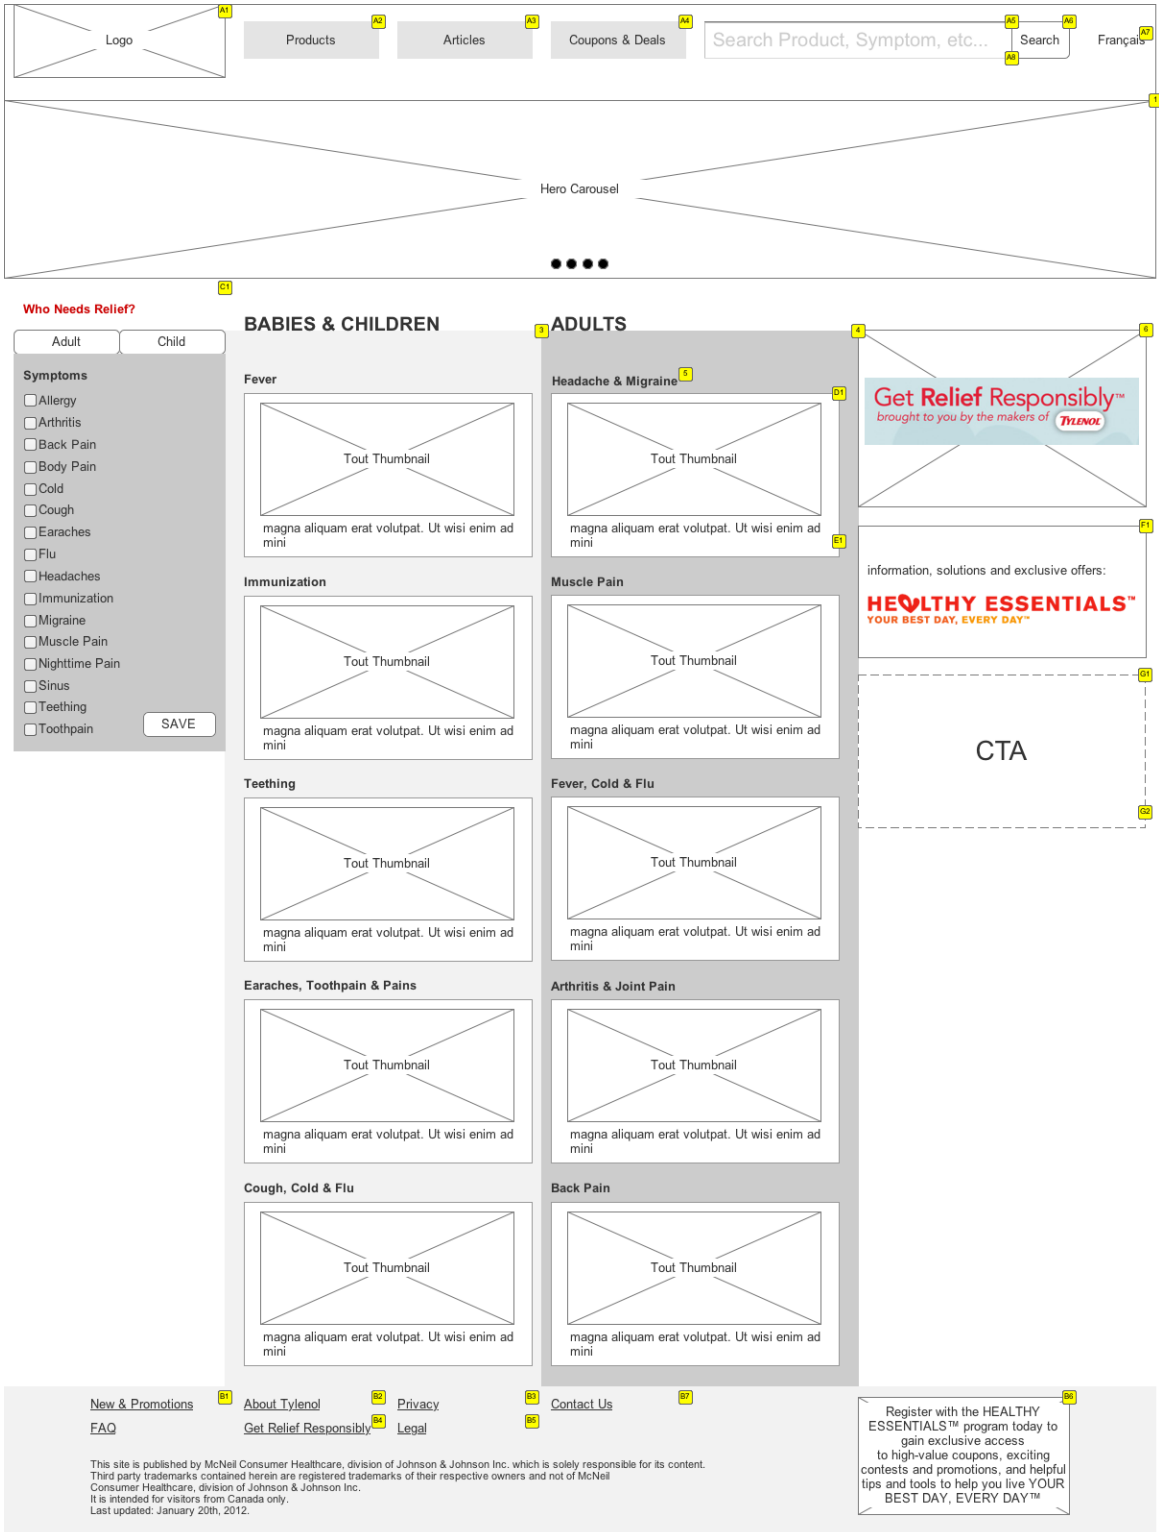 Logo
A1
Products
A2
Articles
A3
Coupons & Deals
A4
Search Product, Symptom, etc...
A5
A8
Search
A6
Français
A7
1
Hero Carousel
C1
Who Needs Relief?
Adult
Child
Symptoms
Allergy
Arthritis
Back Pain
Body Pain
Cold
Cough
Earaches
Flu
Headaches
Immunization
Migraine
Muscle Pain
Nighttime Pain
Sinus
Teething
Toothpain
SAVE
BABIES & CHILDREN
3
Fever
Tout Thumbnail
magna aliquam erat volutpat. Ut wisi enim ad
mini
Immunization
Tout Thumbnail
magna aliquam erat volutpat. Ut wisi enim ad
mini
Teething
Tout Thumbnail
magna aliquam erat volutpat. Ut wisi enim ad
mini
Earaches, Toothpain & Pains
Tout Thumbnail
magna aliquam erat volutpat. Ut wisi enim ad
mini
Cough, Cold & Flu
Tout Thumbnail
magna aliquam erat volutpat. Ut wisi enim ad
mini
ADULTS
4
Headache & Migraine
5
D1
Tout Thumbnail
magna aliquam erat volutpat. Ut wisi enim ad
mini
E1
Muscle Pain
Tout Thumbnail
magna aliquam erat volutpat. Ut wisi enim ad
mini
Fever, Cold & Flu
Tout Thumbnail
magna aliquam erat volutpat. Ut wisi enim ad
mini
Arthritis & Joint Pain
Tout Thumbnail
magna aliquam erat volutpat. Ut wisi enim ad
mini
Back Pain
Tout Thumbnail
magna aliquam erat volutpat. Ut wisi enim ad
mini
6
Get Relief Responsibly™
brought to you by the makers of TYLENOL
F1
information, solutions and exclusive offers:
HEALTHY ESSENTIALS™
YOUR BEST DAY, EVERY DAY™
G1
CTA
G2
New & Promotions
B1
About Tylenol
B2
Privacy
B3
Contact Us
B7
FAQ
Get Relief Responsibly
B4
Legal
B5
This site is published by McNeil Consumer Healthcare, division of Johnson & Johnson Inc. which is solely responsible for its content.
Third party trademarks contained herein are registered trademarks of their respective owners and not of McNeil
Consumer Healthcare, division of Johnson & Johnson Inc.
It is intended for visitors from Canada only.
Last updated: January 20th, 2012.
B6
Register with the HEALTHY
ESSENTIALS™ program today to
gain exclusive access
to high-value coupons, exciting
contests and promotions, and helpful
tips and tools to help you live YOUR
BEST DAY, EVERY DAY™